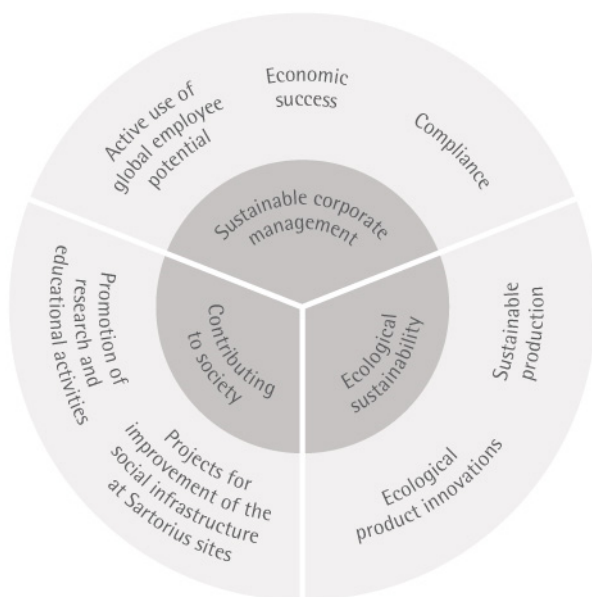 Active use of
global employee
potential
Economic
success
Compliance
Sustainable corporate
management
Contributing
to society
Ecological
sustainability
Promotion of
research and
educational activities
Projects for
improvement of the
social infrastructure
at Sartorius sites
Sustainable
production
Ecological
product innovations